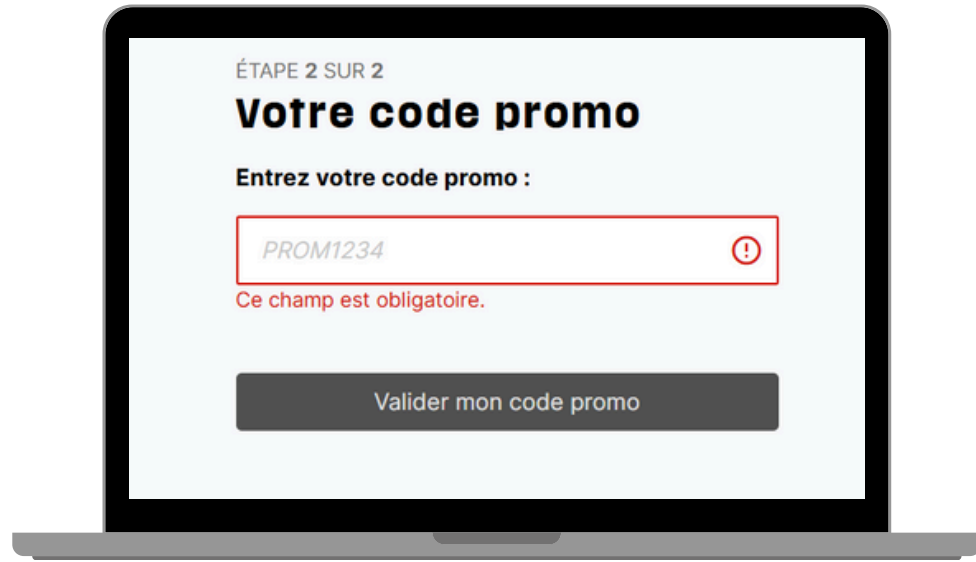 ÉTAPE 2 SUR 2
Votre code promo
Entrez votre code promo :
PROM1234
Ce champ est obligatoire.
Valider mon code promo